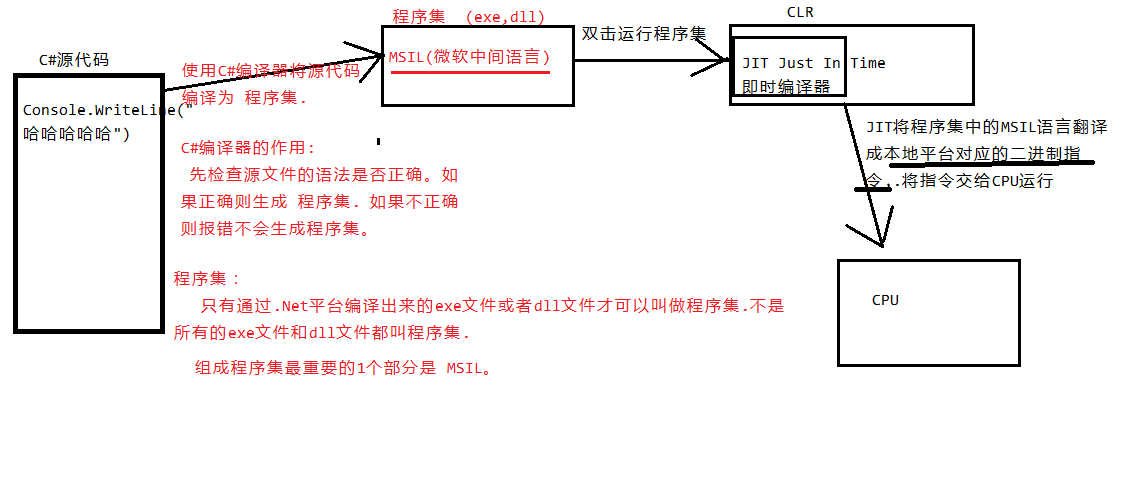 程序集 (exe,dll)
CLR
C#源代码
双击运行程序集
MSIL(微软中间语言)
使用C#编译器将源代码
编译为 程序集.
JIT Just In Time
即时编译器
Console.WriteLine("
哈哈哈哈哈")
JIT将程序集中的MSIL语言翻译
成本地平台对应的二进制指
令,.将指令交给CPU运行
C#编译器的作用:
先检查源文件的语法是否正确。如
果正确则生成 程序集. 如果不正确
则报错不会生成程序集。
程序集：
只有通过.Net平台编译出来的exe文件或者dll文件才可以叫做程序集.不是
所有的exe文件和dll文件都叫程序集.
组成程序集最重要的1个部分是 MSIL。
CPU